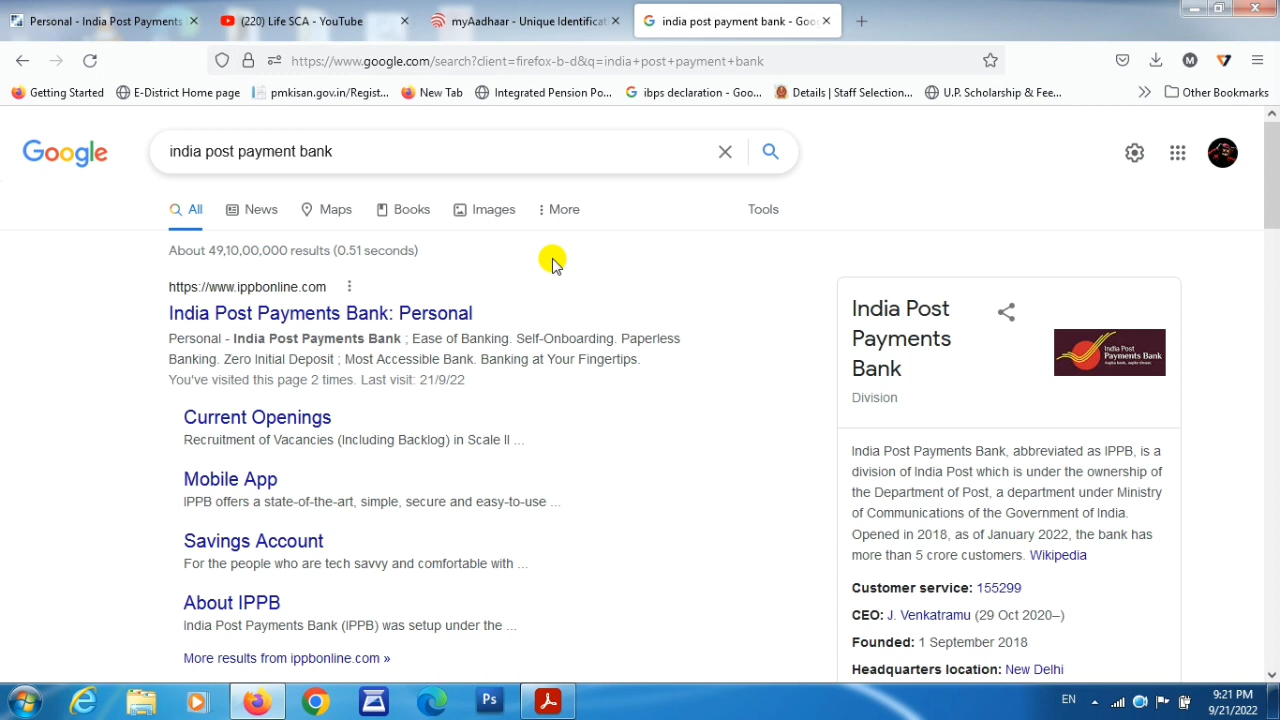 Personal - India Post Payments
(220) Life SCA - YouTube
myAadhaar - Unique Identificat
india post payment bank - Goo
https://www.google.com/search?client=firefox-b-d&q=india+post+payment+bank
M
Getting Started
E-District Home page
pmkisan.gov.in/Regist...
New Tab
Integrated Pension Po...
ibps declaration - Goo...
Details | Staff Selection...
U.P. Scholarship & Fee...
Other Bookmarks
Google
india post payment bank
All
News
Maps
Books
Images
More
Tools
About 49,10,00,000 results (0.51 seconds)
https://www.ippbonline.com
India Post Payments Bank: Personal
Personal - India Post Payments Bank ; Ease of Banking. Self-Onboarding. Paperless
Banking. Zero Initial Deposit ; Most Accessible Bank. Banking at Your Fingertips.
You've visited this page 2 times. Last visit: 21/9/22
Current Openings
Recruitment of Vacancies (Including Backlog) in Scale II ...
Mobile App
IPPB offers a state-of-the-art, simple, secure and easy-to-use ...
Savings Account
For the people who are tech savvy and comfortable with ...
About IPPB
India Post Payments Bank (IPPB) was setup under the ...
More results from ippbonline.com »
India Post
Payments
Bank
Division
India Post
Payments Bank
India Post Payments Bank, abbreviated as IPPB, is a
division of India Post which is under the ownership of
the Department of Post, a department under Ministry
of Communications of the Government of India.
Opened in 2018, as of January 2022, the bank has
more than 5 crore customers. Wikipedia
Customer service: 155299
CEO: J. Venkatramu (29 Oct 2020–)
Founded: 1 September 2018
Headquarters location: New Delhi
Ps
EN
9:21 PM
9/21/2022